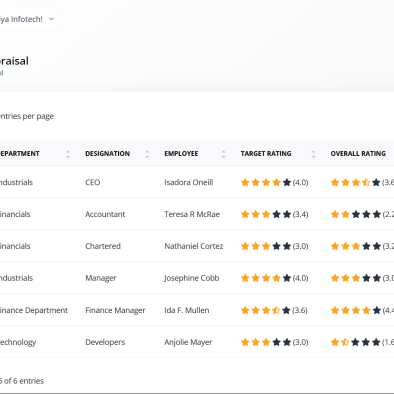 ya Infotech!
raisal
al
entries per page
EPARTMENT DESIGNATION EMPLOYEE TARGET RATING OVERALL RATING
ndustrials CEO Isadora Oneill (4.0) (3.6
inancials Accountant Teresa R McRae (3.4) (2.2
inancials Chartered Nathaniel Cortez (3.0) (3.2
ndustrials Manager Josephine Cobb (4.0) (3.0
inance Department Finance Manager Ida F. Mullen (3.6) (4.4
echnology Developers Anjolie Mayer (3.0) (1.6
6 of 6 entries